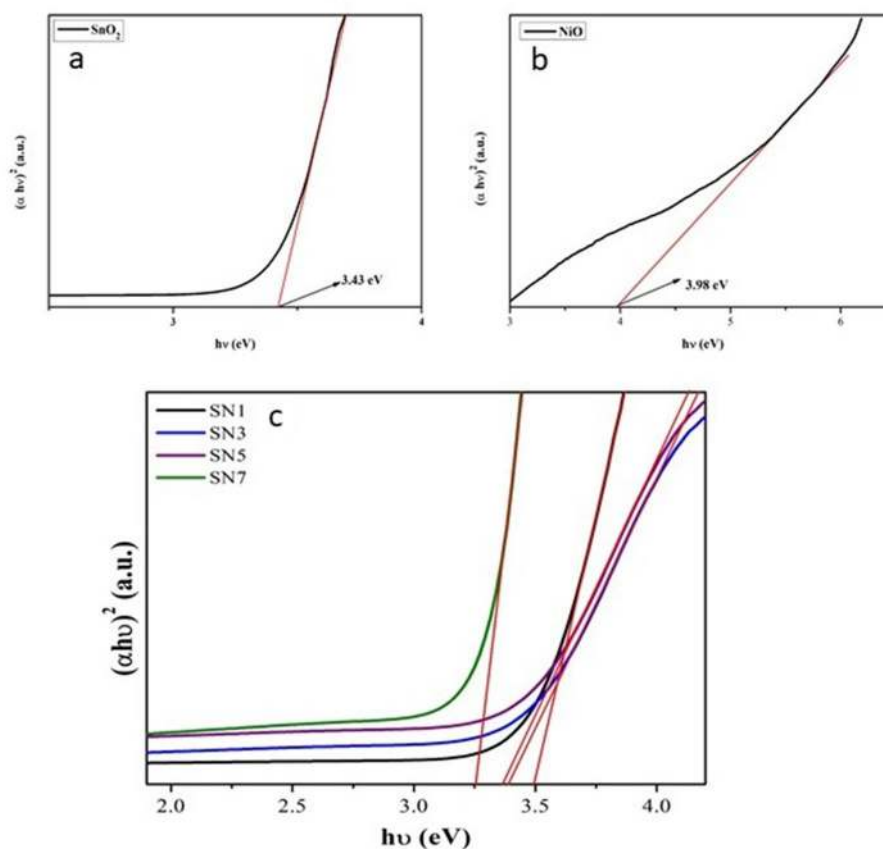 SnO₂
a
(α hν)² (a.u.)
3.43 eV
3
4
hν (eV)
NiO
b
(α hν)² (a.u.)
3.98 eV
3
4
5
6
hν (eV)
SN1
SN3
SN5
SN7
c
(αhυ)² (a.u.)
2.0
2.5
3.0
3.5
4.0
hυ (eV)